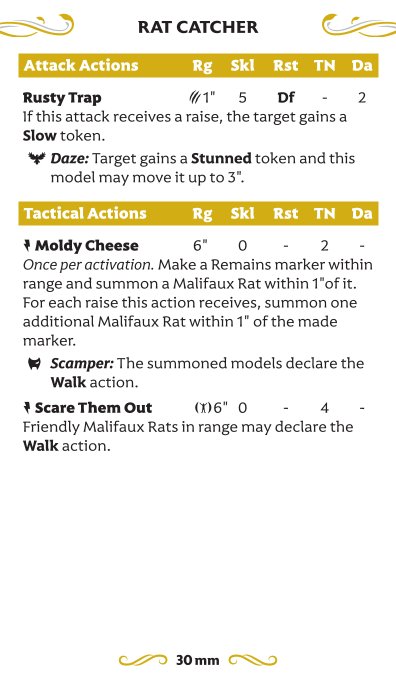 RAT CATCHER
Attack Actions Rg Skl Rst TN Da
Rusty Trap 1" 5 Df - 2
If this attack receives a raise, the target gains a
Slow token.
Daze: Target gains a Stunned token and this
model may move it up to 3".
Tactical Actions Rg Skl Rst TN Da
Moldy Cheese 6" 0 - 2 -
Once per activation. Make a Remains marker within
range and summon a Malifaux Rat within 1"of it.
For each raise this action receives, summon one
additional Malifaux Rat within 1" of the made
marker.
Scamper: The summoned models declare the
Walk action.
Scare Them Out 6" 0 - 4 -
Friendly Malifaux Rats in range may declare the
Walk action.
30 mm